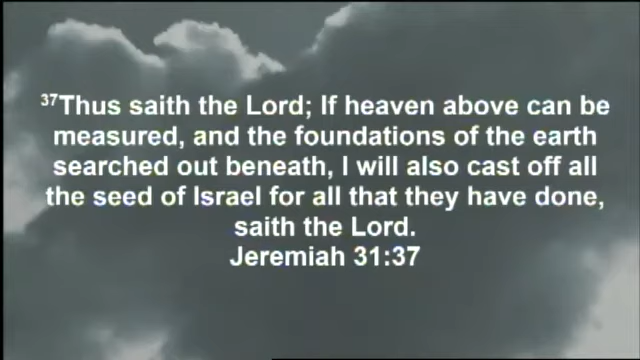 37Thus saith the Lord; If heaven above can be
measured, and the foundations of the earth
searched out beneath, I will also cast off all
the seed of Israel for all that they have done,
saith the Lord.
Jeremiah 31:37